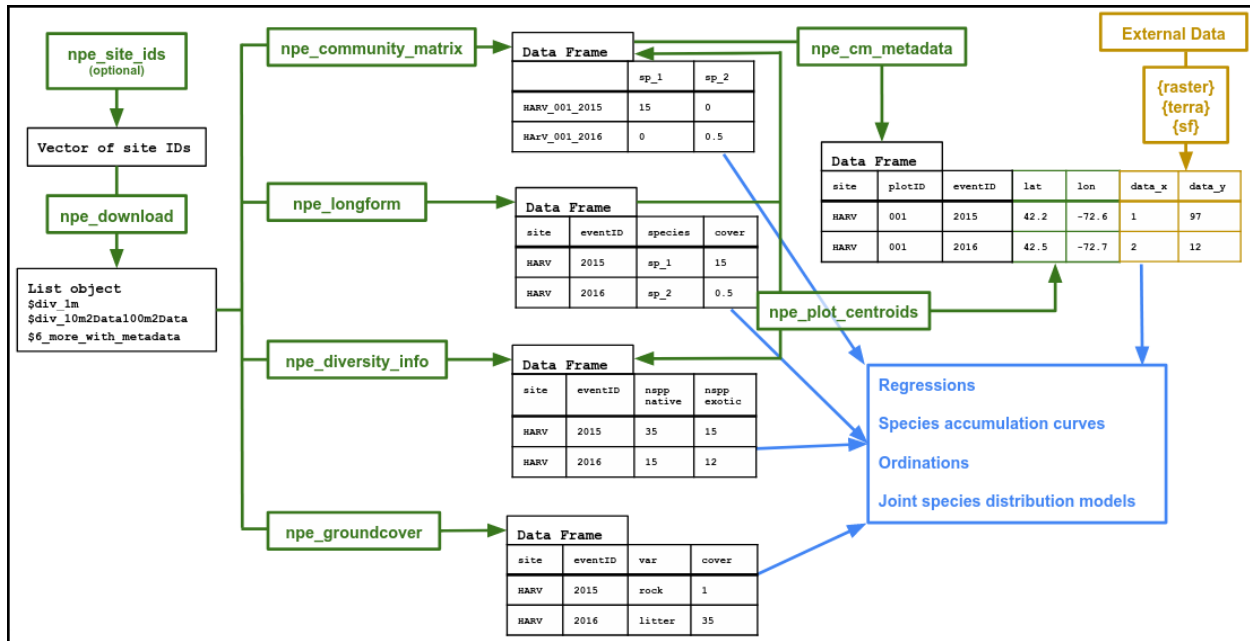 npe_site_ids
(optional)
Vector of site IDs
npe_download
List object
$div_1m
$div_10m2Data100m2Data
$6_more_with_metadata
npe_community_matrix
Data Frame
sp_1 sp_2
HARV_001_2015 15 0
HArV_001_2016 0 0.5
npe_longform
Data Frame
site eventID species cover
HARV 2015 sp_1 15
HARV 2016 sp_2 0.5
npe_diversity_info
Data Frame
site eventID nspp native nspp exotic
HARV 2015 35 15
HARV 2016 15 12
npe_groundcover
Data Frame
site eventID var cover
HARV 2015 rock 1
HARV 2016 litter 35
npe_cm_metadata
External Data
{raster}
{terra}
{sf}
Data Frame
site plotID eventID lat lon data_x data_y
HARV 001 2015 42.2 -72.6 1 97
HARV 001 2016 42.5 -72.7 2 12
npe_plot_centroids
Regressions
Species accumulation curves
Ordinations
Joint species distribution models